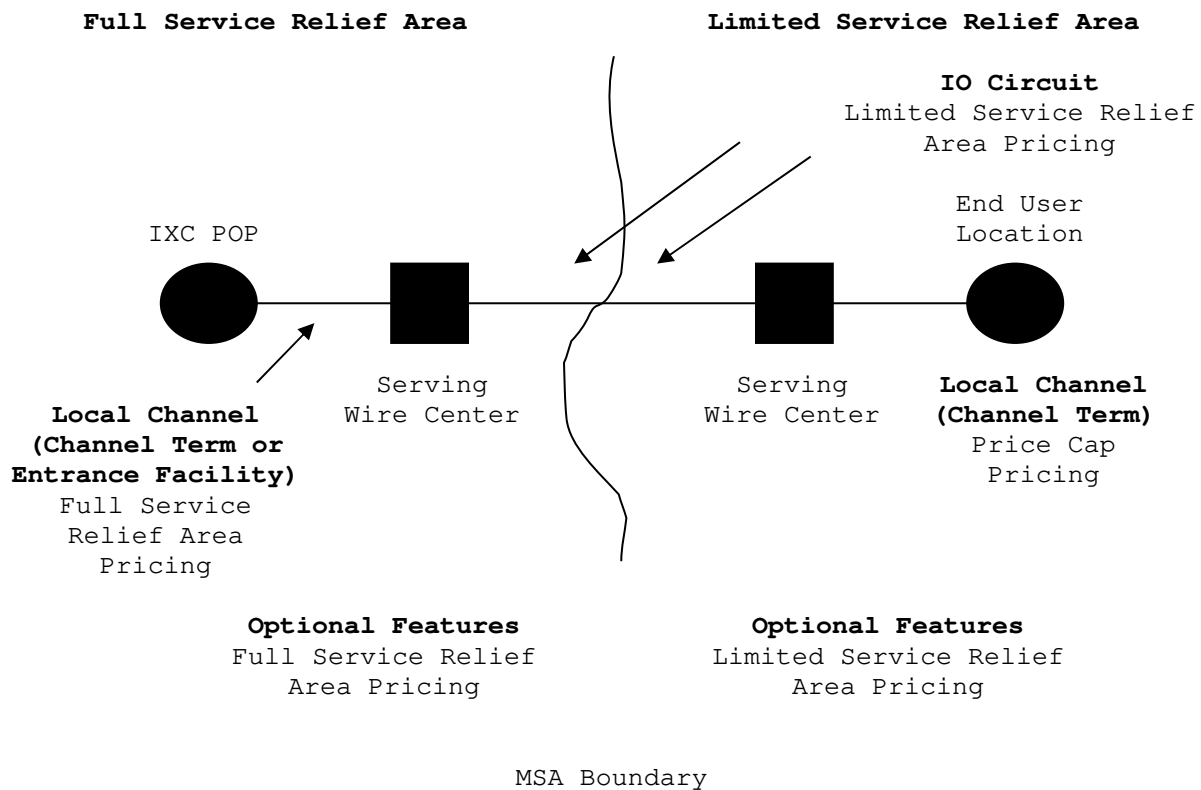 Full Service Relief Area
Limited Service Relief Area
IO Circuit
Limited Service Relief
Area Pricing
IXC POP
End User
Location
Serving
Wire Center
Serving
Wire Center
Local Channel
(Channel Term)
Price Cap
Pricing
Local Channel
(Channel Term or
Entrance Facility)
Full Service
Relief Area
Pricing
Optional Features
Full Service Relief
Area Pricing
Optional Features
Limited Service Relief
Area Pricing
MSA Boundary